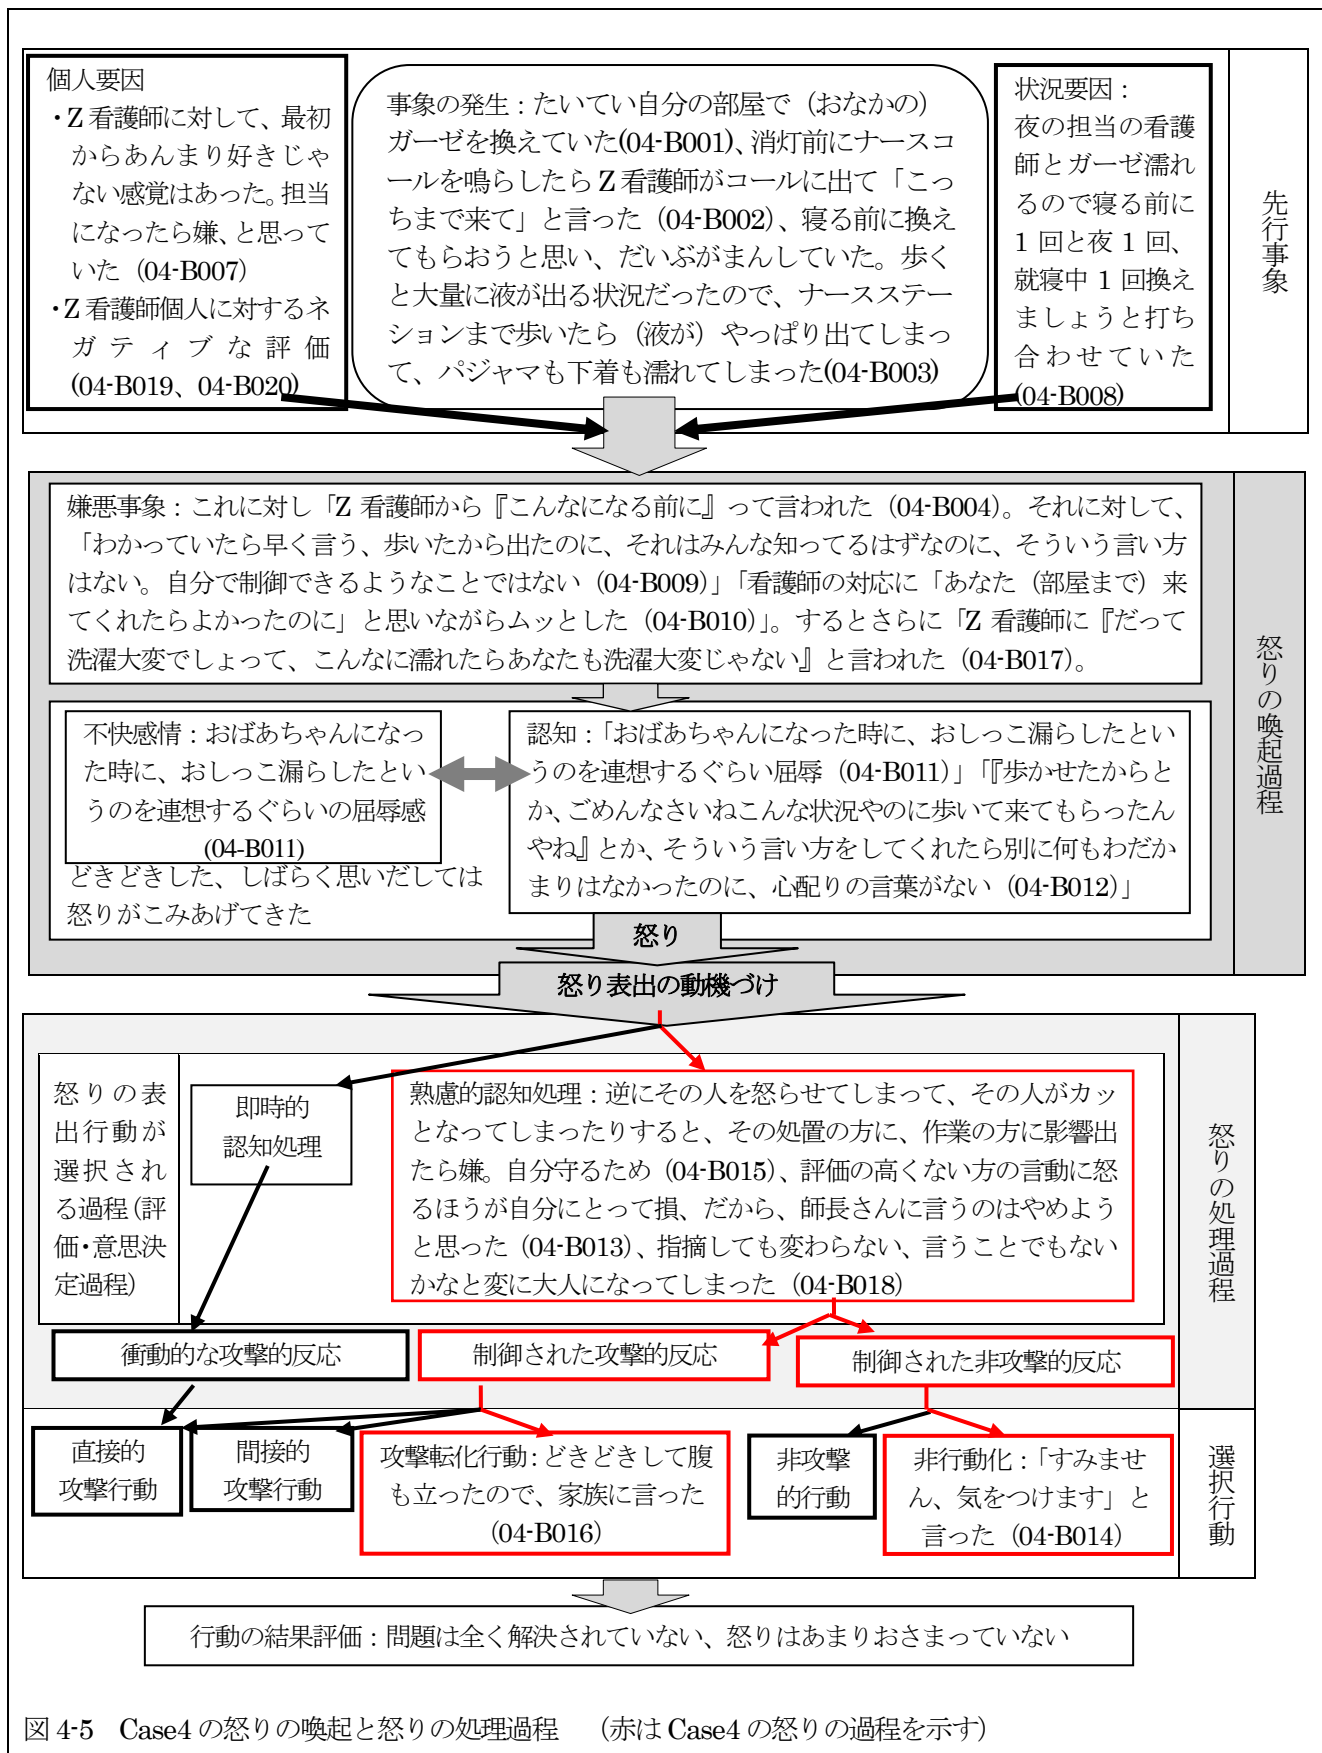 個人要因
・Z 看護師に対して、最初
からあんまり好きじゃ
ない感覚はあった。担当
になったら嫌、と思って
いた（04-B007）
・Z 看護師個人に対するネ
ガティブな評価
(04-B019、04-B020)
事象の発生：たいてい自分の部屋で（おなかの）
ガーゼを換えていた(04-B001)、消灯前にナースコ
ールを鳴らしたら Z 看護師がコールに出て「こっ
ちまで来て」と言った（04-B002）、寝る前に換え
てもらおうと思い、だいぶがまんしていた。歩く
と大量に液が出る状況だったので、ナースステー
ションまで歩いたら（液が）やっぱり出てしまっ
て、パジャマも下着も濡れてしまった(04-B003)
状況要因：
夜の担当の看護
師とガーゼ濡れ
るので寝る前に
1 回と夜 1 回、
就寝中 1 回換え
ましょうと打ち
合わせていた
(04-B008)
先行事象
嫌悪事象：これに対し「Z 看護師から『こんなになる前に』って言われた（04-B004）。それに対して、
「わかっていたら早く言う、歩いたから出たのに、それはみんな知ってるはずなのに、そういう言い方
はない。自分で制御できるようなことではない（04-B009）」「看護師の対応に「あなた（部屋まで）来
てくれたらよかったのに」と思いながらムッとした（04-B010）」。するとさらに「Z 看護師に『だって
洗濯大変でしょって、こんなに濡れたらあなたも洗濯大変じゃない』と言われた（04-B017）。
不快感情：おばあちゃんになっ
た時に、おしっこ漏らしたとい
うのを連想するぐらいの屈辱感
(04-B011)
どきどきした、しばらく思いだしては
怒りがこみあげてきた
認知：「おばあちゃんになった時に、おしっこ漏らしたとい
うのを連想するぐらい屈辱（04-B011）」「『歩かせたからと
か、ごめんなさいねこんな状況やのに歩いて来てもらったん
やね』とか、そういう言い方をしてくれたら別に何もわだか
まりはなかったのに、心配りの言葉がない（04-B012）」
怒りの喚起過程
怒り
怒り表出の動機づけ
怒りの表
出行動が
選択され
る過程（評
価・意思決
定過程）
即時的
認知処理
熟慮的認知処理：逆にその人を怒らせてしまって、その人がカッ
となってしまったりすると、その処置の方に、作業の方に影響出
たら嫌。自分守るため（04-B015）、評価の高くない方の言動に怒
るほうが自分にとって損、だから、師長さんに言うのはやめよう
と思った（04-B013）、指摘しても変わらない、言うことでもない
かなと変に大人になってしまった（04-B018）
怒りの処理過程
衝動的な攻撃的反応
制御された攻撃的反応
制御された非攻撃的反応
直接的
攻撃行動
間接的
攻撃行動
攻撃転化行動：どきどきして腹
も立ったので、家族に言った
（04-B016）
非攻撃
的行動
非行動化：「すみませ
ん、気をつけます」と
言った（04-B014）
選択行動
行動の結果評価：問題は全く解決されていない、怒りはあまりおさまっていない
図 4-5　Case4 の怒りの喚起と怒りの処理過程　（赤は Case4 の怒りの過程を示す）